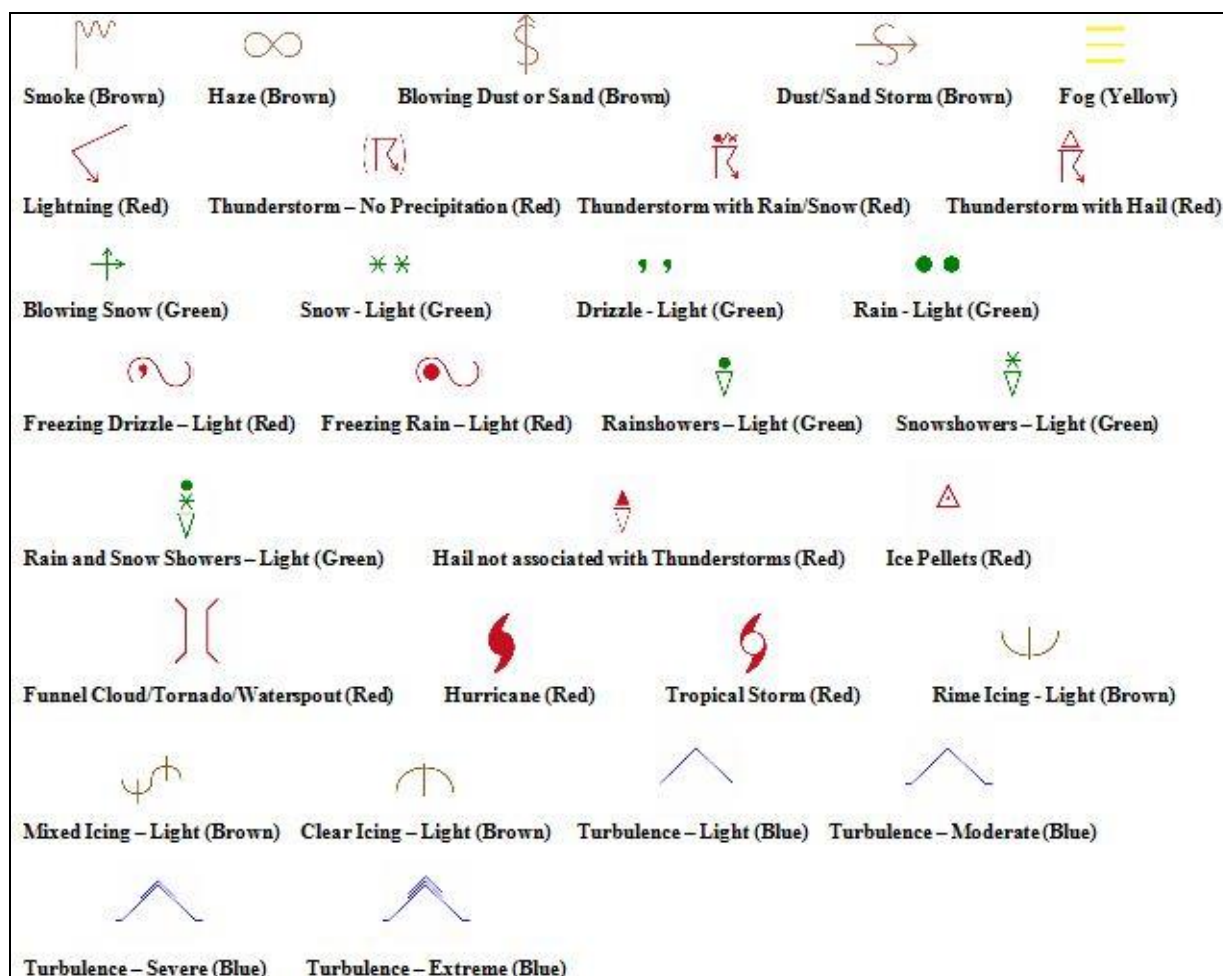 Smoke (Brown) Haze (Brown) Blowing Dust or Sand (Brown) Dust/Sand Storm (Brown) Fog (Yellow)
Lightning (Red) Thunderstorm – No Precipitation (Red) Thunderstorm with Rain/Snow (Red) Thunderstorm with Hail (Red)
Blowing Snow (Green) Snow - Light (Green) Drizzle - Light (Green) Rain - Light (Green)
Freezing Drizzle – Light (Red) Freezing Rain – Light (Red) Rainshowers – Light (Green) Snowshowers – Light (Green)
Rain and Snow Showers – Light (Green) Hail not associated with Thunderstorms (Red) Ice Pellets (Red)
Funnel Cloud/Tornado/Waterspout (Red) Hurricane (Red) Tropical Storm (Red) Rime Icing - Light (Brown)
Mixed Icing – Light (Brown) Clear Icing – Light (Brown) Turbulence – Light (Blue) Turbulence – Moderate (Blue)
Turbulence – Severe (Blue) Turbulence – Extreme (Blue)